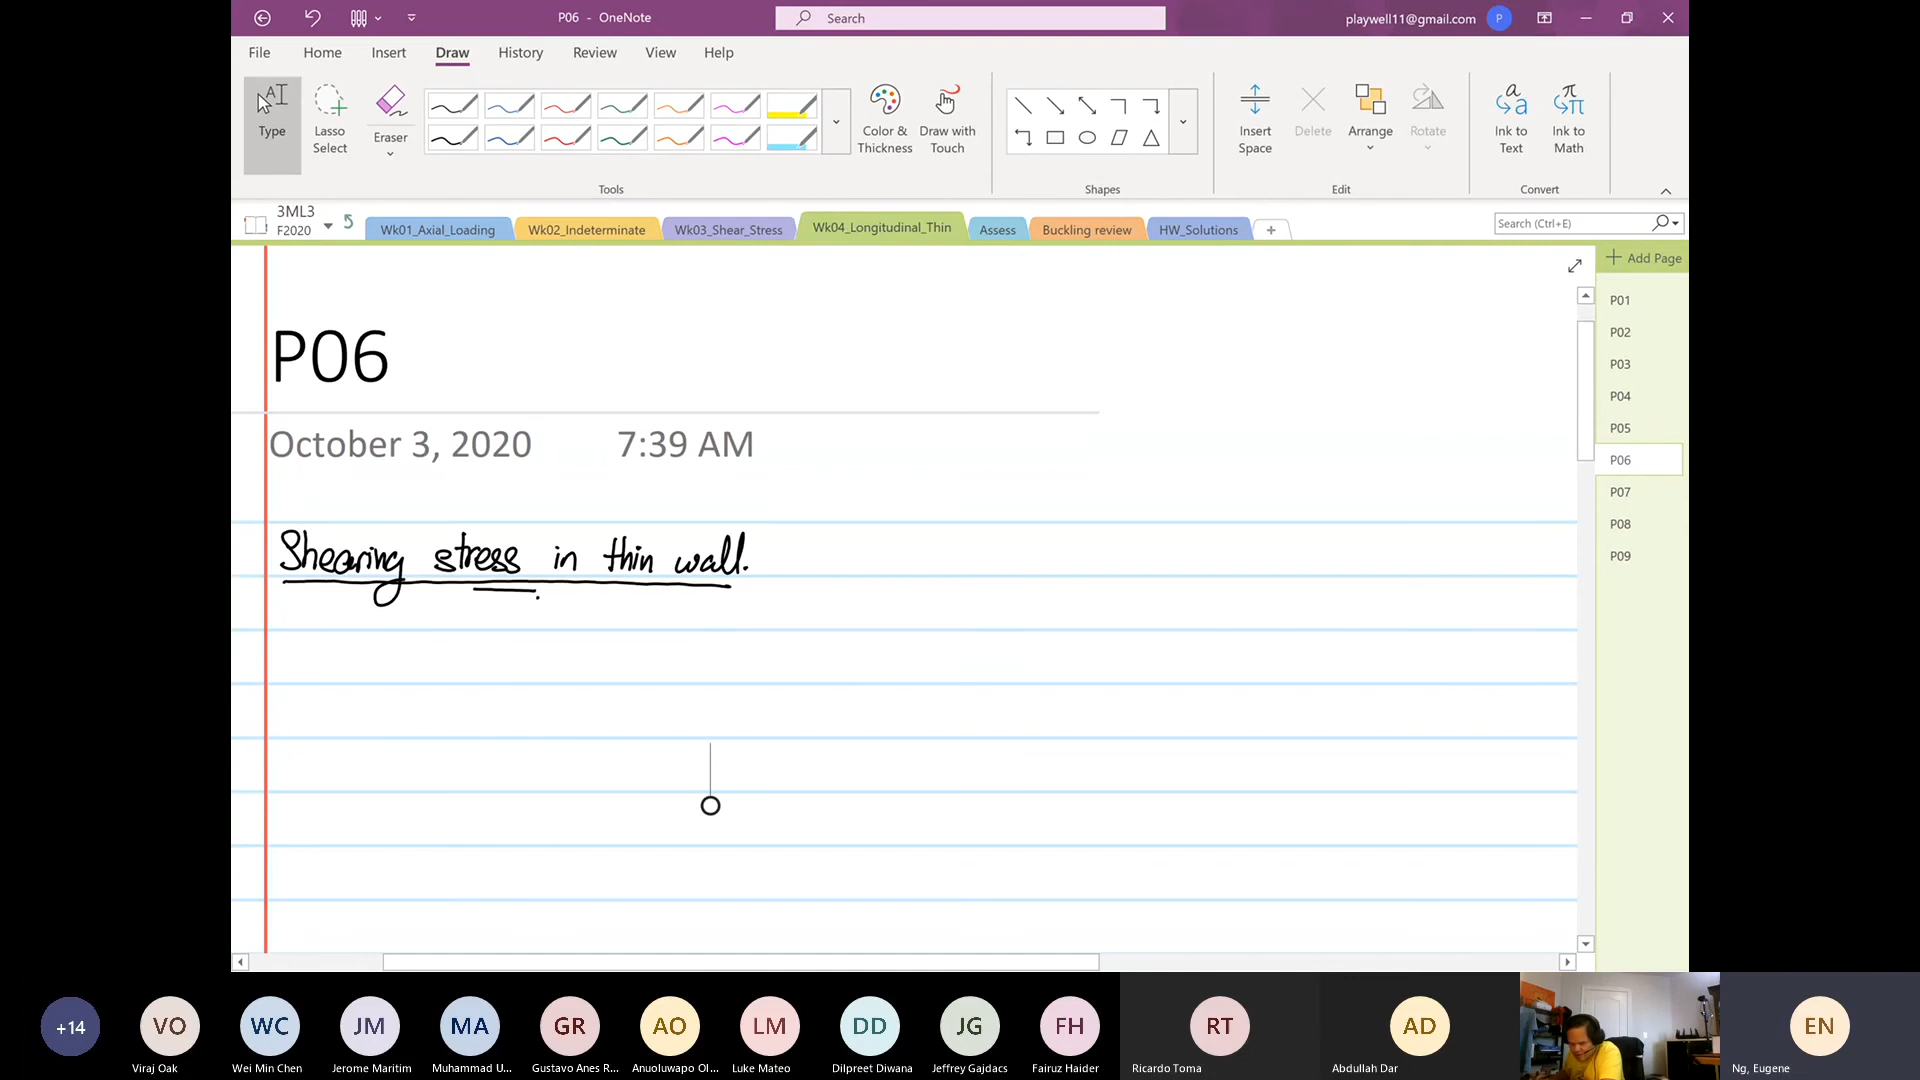 P06 - OneNote
Search
playwell11@gmail.com
P
File
Home
Insert
Draw
History
Review
View
Help
Type
Lasso
Select
Eraser
Color &
Thickness
Draw with
Touch
Insert
Space
Delete
Arrange
Rotate
Ink to
Text
Ink to
Math
Tools
Shapes
Edit
Convert
3ML3
F2020
Wk01_Axial_Loading
Wk02_Indeterminate
Wk03_Shear_Stress
Wk04_Longitudinal_Thin
Assess
Buckling review
HW_Solutions
Search (Ctrl+E)
Add Page
P01
P02
P03
P04
P05
P06
P07
P08
P09
P06
October 3, 2020 7:39 AM
Shearing stress in thin wall.
+14
VO
WC
JM
MA
GR
AO
LM
DD
JG
FH
RT
AD
EN
Viraj Oak
Wei Min Chen
Jerome Maritim
Muhammad U...
Gustavo Anes R...
Anuoluwapo Ol...
Luke Mateo
Dilpreet Diwana
Jeffrey Gajdacs
Fairuz Haider
Ricardo Toma
Abdullah Dar
Ng, Eugene